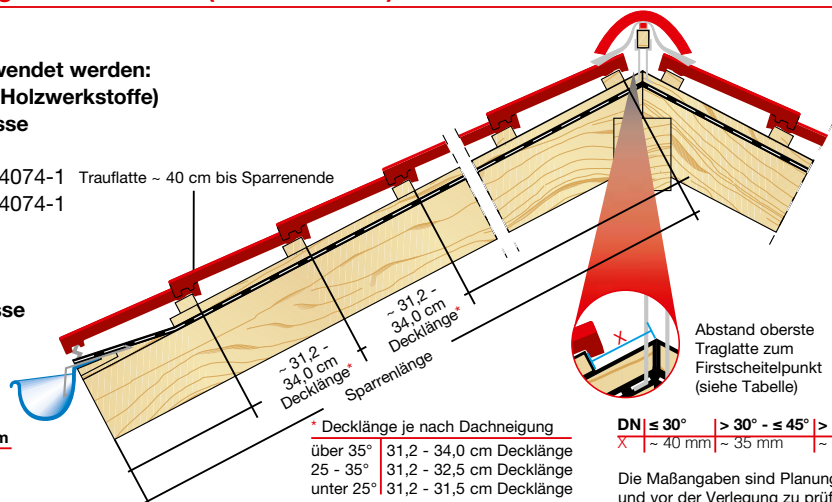 wendet werden:
Holzwerkstoffe)
sse
4074-1
4074-1
Trauflatte ~ 40 cm bis Sparrenende
sse
~ 31,2 -
34,0 cm
Decklänge*
~ 31,2 -
34,0 cm
Decklänge*
Sparrenlänge
X
Abstand oberste
Traglatte zum
Firstscheitelpunkt
(siehe Tabelle)
* Decklänge je nach Dachneigung
über 35° 31,2 - 34,0 cm Decklänge
25 - 35° 31,2 - 32,5 cm Decklänge
unter 25° 31,2 - 31,5 cm Decklänge
DN ≤ 30° > 30° - ≤ 45° >
X ~ 40 mm ~ 35 mm ~
Die Maßangaben sind Planung
und vor der Verlegung zu prüf